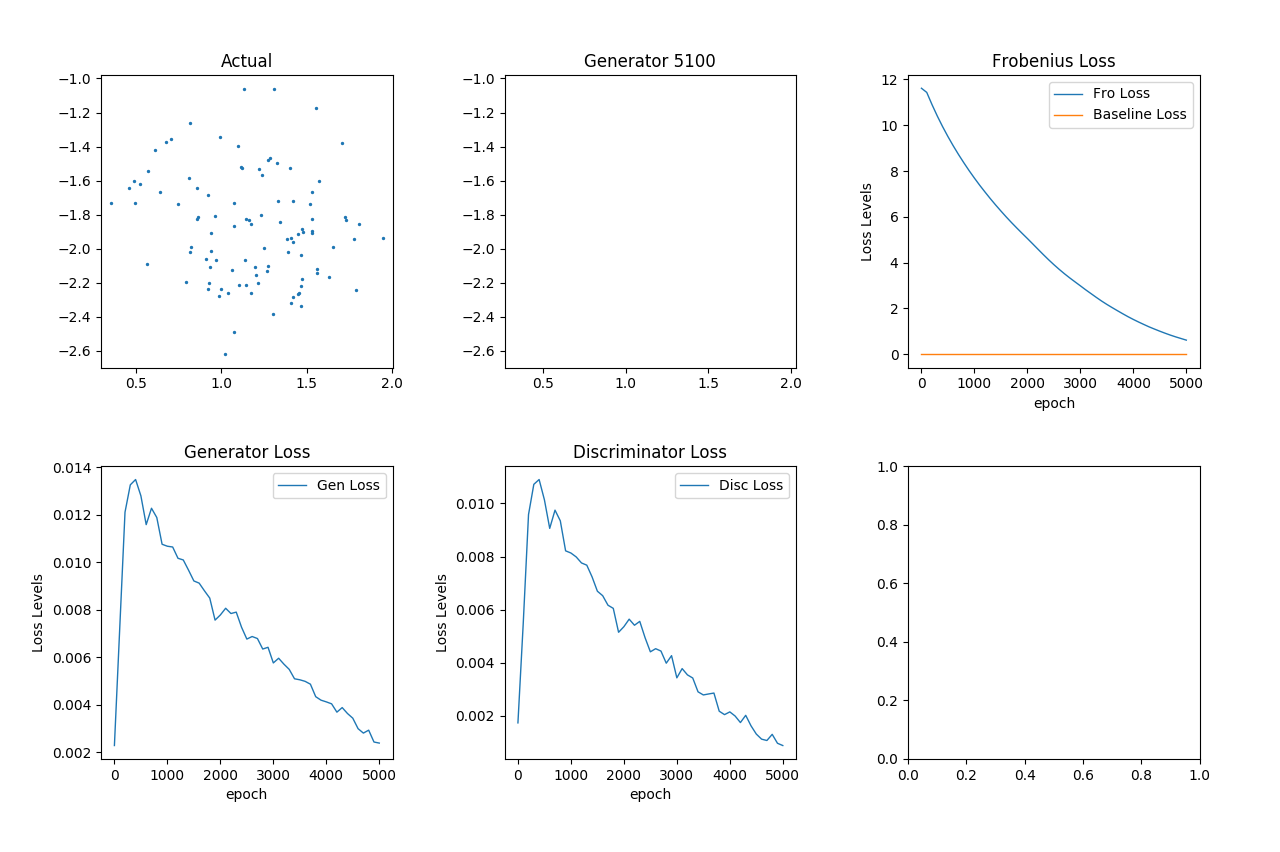 Actual
−1.0
−1.2
−1.4
−1.6
−1.8
−2.0
−2.2
−2.4
−2.6
0.5 1.0 1.5 2.0
Generator 5100
−1.0
−1.2
−1.4
−1.6
−1.8
−2.0
−2.2
−2.4
−2.6
0.5 1.0 1.5 2.0
Frobenius Loss
Fro Loss
Baseline Loss
Loss Levels
12
10
8
6
4
2
0
0 1000 2000 3000 4000 5000
epoch
Generator Loss
Gen Loss
Loss Levels
0.014
0.012
0.010
0.008
0.006
0.004
0.002
0 1000 2000 3000 4000 5000
epoch
Discriminator Loss
Disc Loss
Loss Levels
0.010
0.008
0.006
0.004
0.002
0 1000 2000 3000 4000 5000
epoch
1.0
0.8
0.6
0.4
0.2
0.0
0.0 0.2 0.4 0.6 0.8 1.0